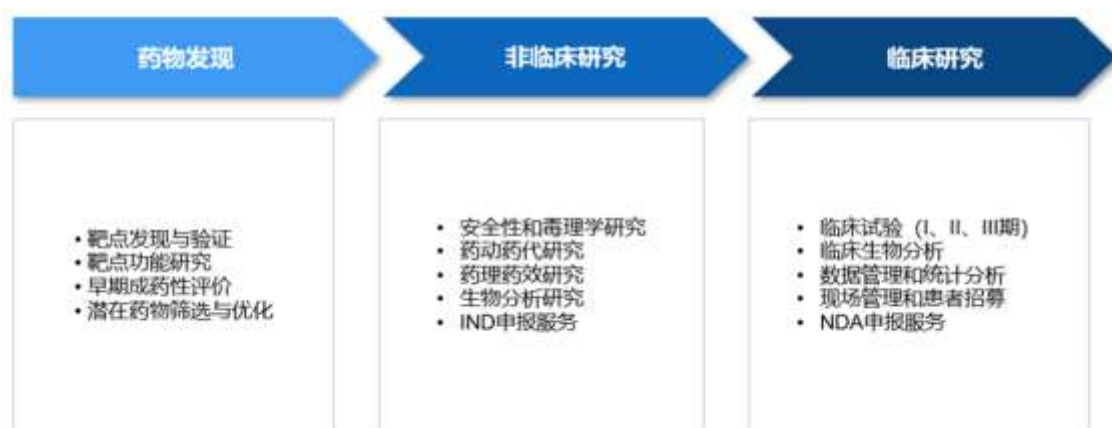 药物发现
非临床研究
临床研究
• 靶点发现与验证
• 靶点功能研究
• 早期成药性评价
• 潜在药物筛选与优化
• 安全性和毒理学研究
• 药动药代研究
• 药理药效研究
• 生物分析研究
• IND申报服务
• 临床试验（I、II、III期）
• 临床生物分析
• 数据管理和统计分析
• 现场管理和患者招募
• NDA申报服务